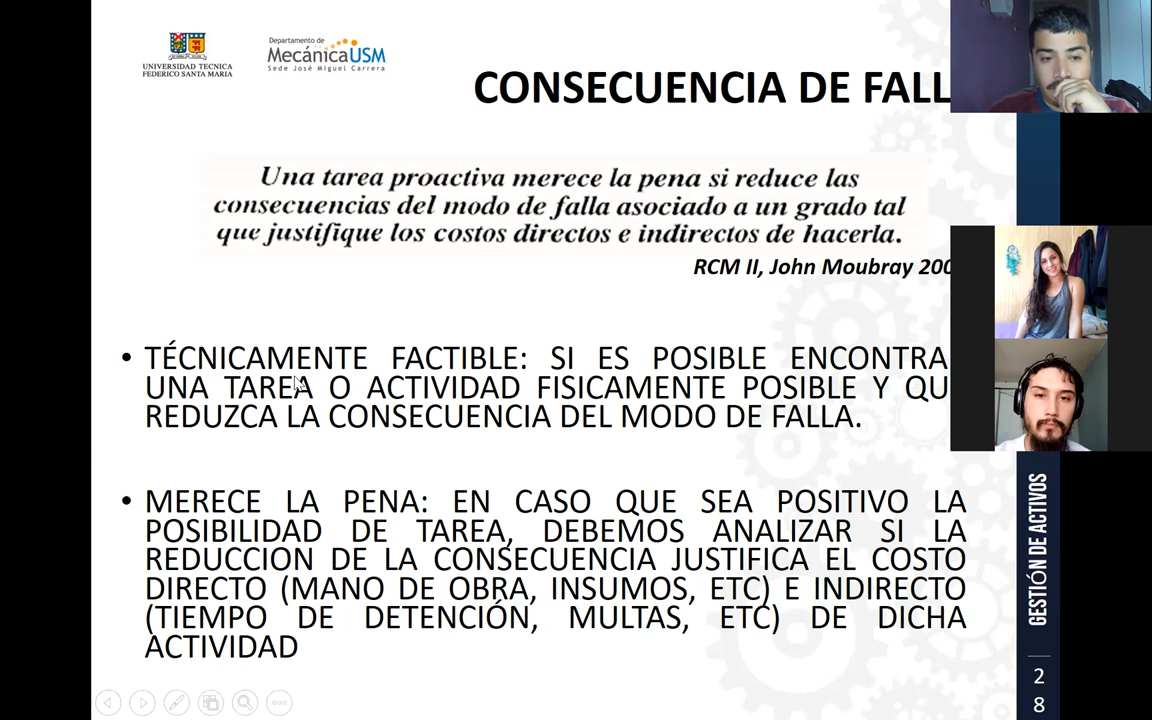 UNIVERSIDAD TECNICA
FEDERICO SANTA MARIA
Departamento de
MecánicaUSM
Sede José Miguel Carrera
CONSECUENCIA DE FALL
Una tarea proactiva merece la pena si reduce las
consecuencias del modo de falla asociado a un grado tal
que justifique los costos directos e indirectos de hacerla.
RCM II, John Moubray 200
• TÉCNICAMENTE FACTIBLE: SI ES POSIBLE ENCONTRA
UNA TAREA O ACTIVIDAD FISICAMENTE POSIBLE Y QU
REDUZCA LA CONSECUENCIA DEL MODO DE FALLA.
• MERECE LA PENA: EN CASO QUE SEA POSITIVO LA
POSIBILIDAD DE TAREA, DEBEMOS ANALIZAR SI LA
REDUCCION DE LA CONSECUENCIA JUSTIFICA EL COSTO
DIRECTO (MANO DE OBRA, INSUMOS, ETC) E INDIRECTO
(TIEMPO DE DETENCIÓN, MULTAS, ETC) DE DICHA
ACTIVIDAD
GESTIÓN DE ACTIVOS
2
8